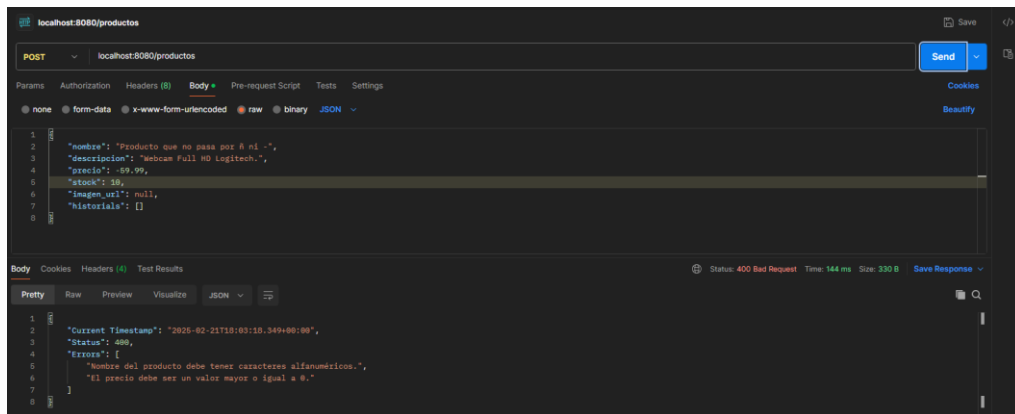 localhost:8080/productos
Save
POST localhost:8080/productos
Send
Params Authorization Headers (8) Body Pre-request Script Tests Settings
Cookies
none form-data x-www-form-urlencoded raw binary JSON
Beautify
1 {
2 "nombre": "Producto que no pasa por Ñ ni -",
3 "descripcion": "Webcam Full HD Logitech.",
4 "precio": -59.99,
5 "stock": 10,
6 "imagen_url": null,
7 "historials": []
8 }
Body Cookies Headers (4) Test Results
Status: 400 Bad Request Time: 144 ms Size: 330 B Save Response
Pretty Raw Preview Visualize JSON
1 {
2 "Current Timestamp": "2026-02-21T18:03:18.349+00:00",
3 "Status": 400,
4 "Errors": [
5 "Nombre del producto debe tener caracteres alfanuméricos.",
6 "El precio debe ser un valor mayor o igual a 0."
7 ]
8 }